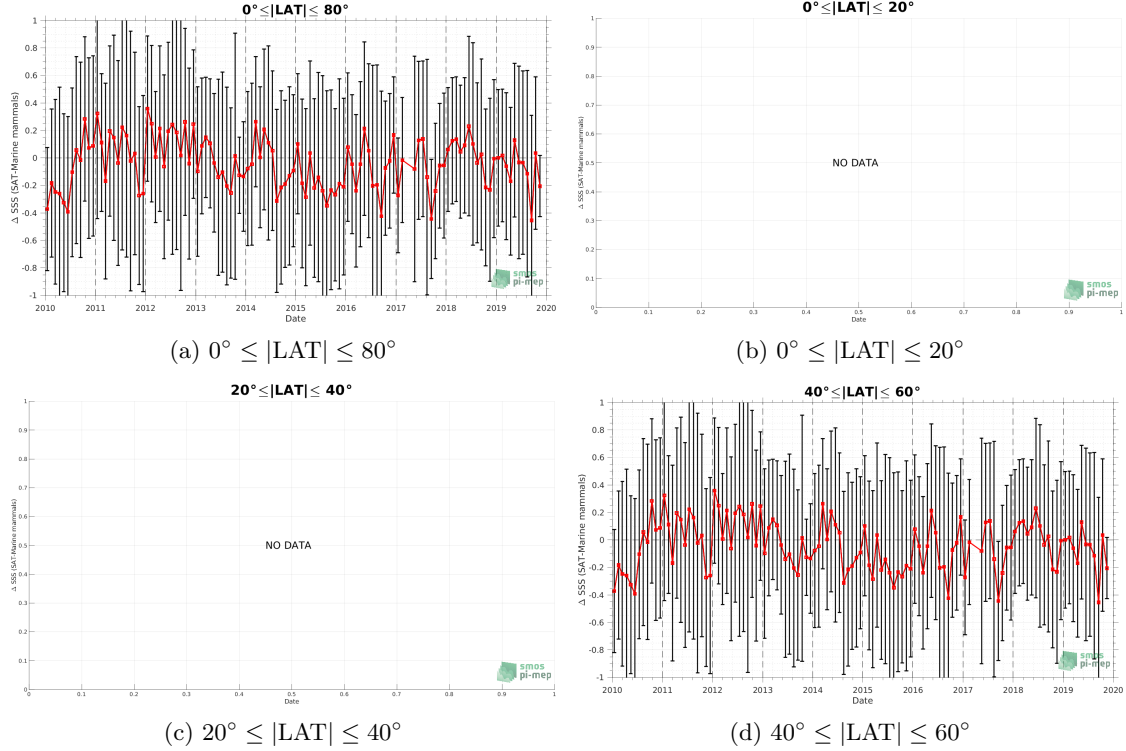 0°≤|LAT|≤ 80°
Δ SSS (SAT-Marine mammals)
1
0.8
0.6
0.4
0.2
0
-0.2
-0.4
-0.6
-0.8
-1
2010 2011 2012 2013 2014 2015 2016 2017 2018 2019 2020
Date
smos
pi-mep
(a) 0° ≤ |LAT| ≤ 80°
0°≤|LAT|≤ 20°
Δ SSS (SAT-Marine mammals)
1
0.9
0.8
0.7
0.6
0.5
0.4
0.3
0.2
0.1
0
NO DATA
0 0.1 0.2 0.3 0.4 0.5 0.6 0.7 0.8 0.9 1
Date
smos
pi-mep
(b) 0° ≤ |LAT| ≤ 20°
20°≤|LAT|≤ 40°
Δ SSS (SAT-Marine mammals)
1
0.9
0.8
0.7
0.6
0.5
0.4
0.3
0.2
0.1
0
NO DATA
0 0.1 0.2 0.3 0.4 0.5 0.6 0.7 0.8 0.9 1
Date
smos
pi-mep
(c) 20° ≤ |LAT| ≤ 40°
40°≤|LAT|≤ 60°
Δ SSS (SAT-Marine mammals)
1
0.8
0.6
0.4
0.2
0
-0.2
-0.4
-0.6
-0.8
-1
2010 2011 2012 2013 2014 2015 2016 2017 2018 2019 2020
Date
smos
pi-mep
(d) 40° ≤ |LAT| ≤ 60°